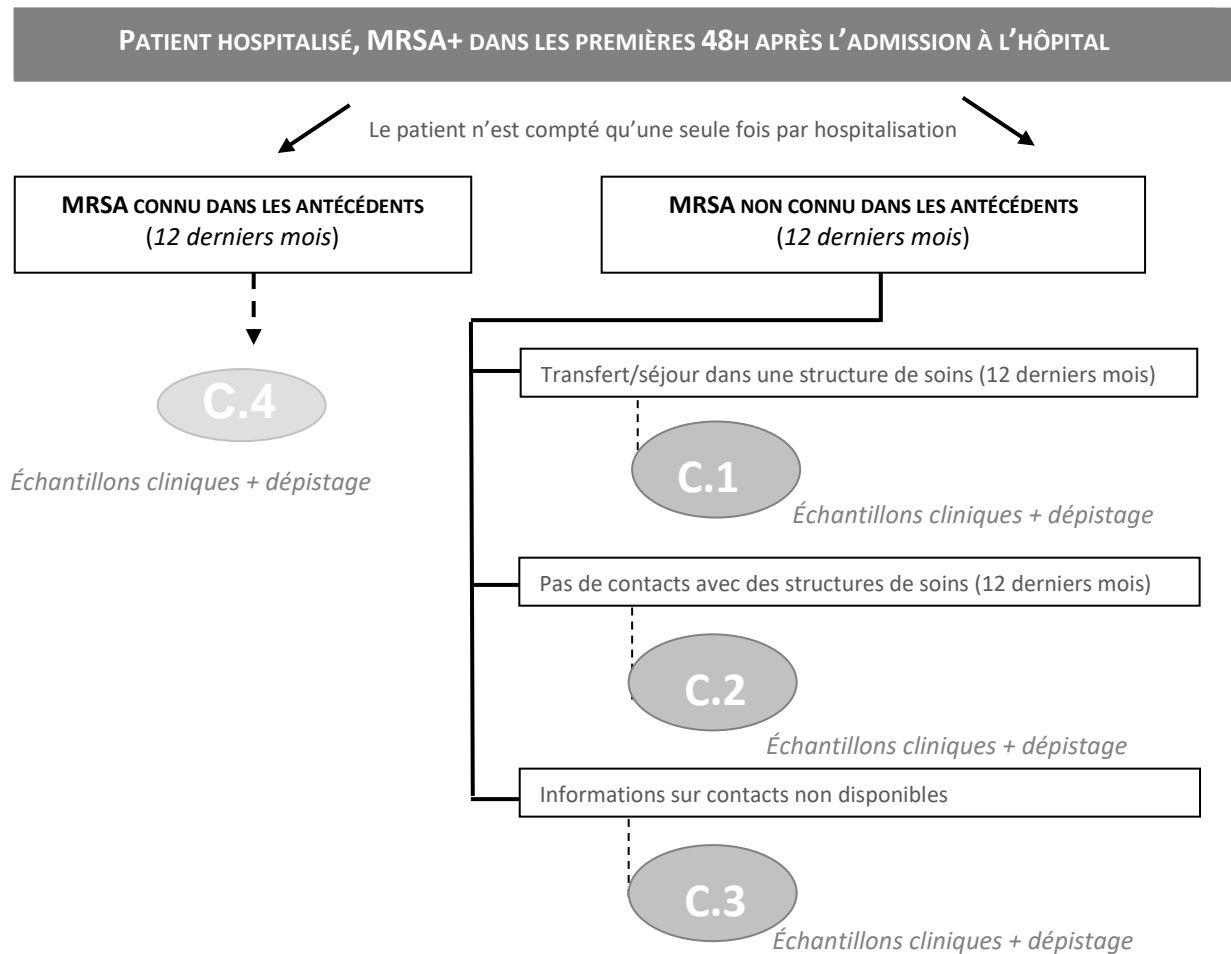 PATIENT HOSPITALISÉ, MRSA+ DANS LES PREMIÈRES 48H APRÈS L'ADMISSION À L'HÔPITAL
Le patient n'est compté qu'une seule fois par hospitalisation
MRSA CONNU DANS LES ANTÉCÉDENTS
(12 derniers mois)
MRSA NON CONNU DANS LES ANTÉCÉDENTS
(12 derniers mois)
C.4
Échantillons cliniques + dépistage
Transfert/séjour dans une structure de soins (12 derniers mois)
C.1
Échantillons cliniques + dépistage
Pas de contacts avec des structures de soins (12 derniers mois)
C.2
Échantillons cliniques + dépistage
Informations sur contacts non disponibles
C.3
Échantillons cliniques + dépistage